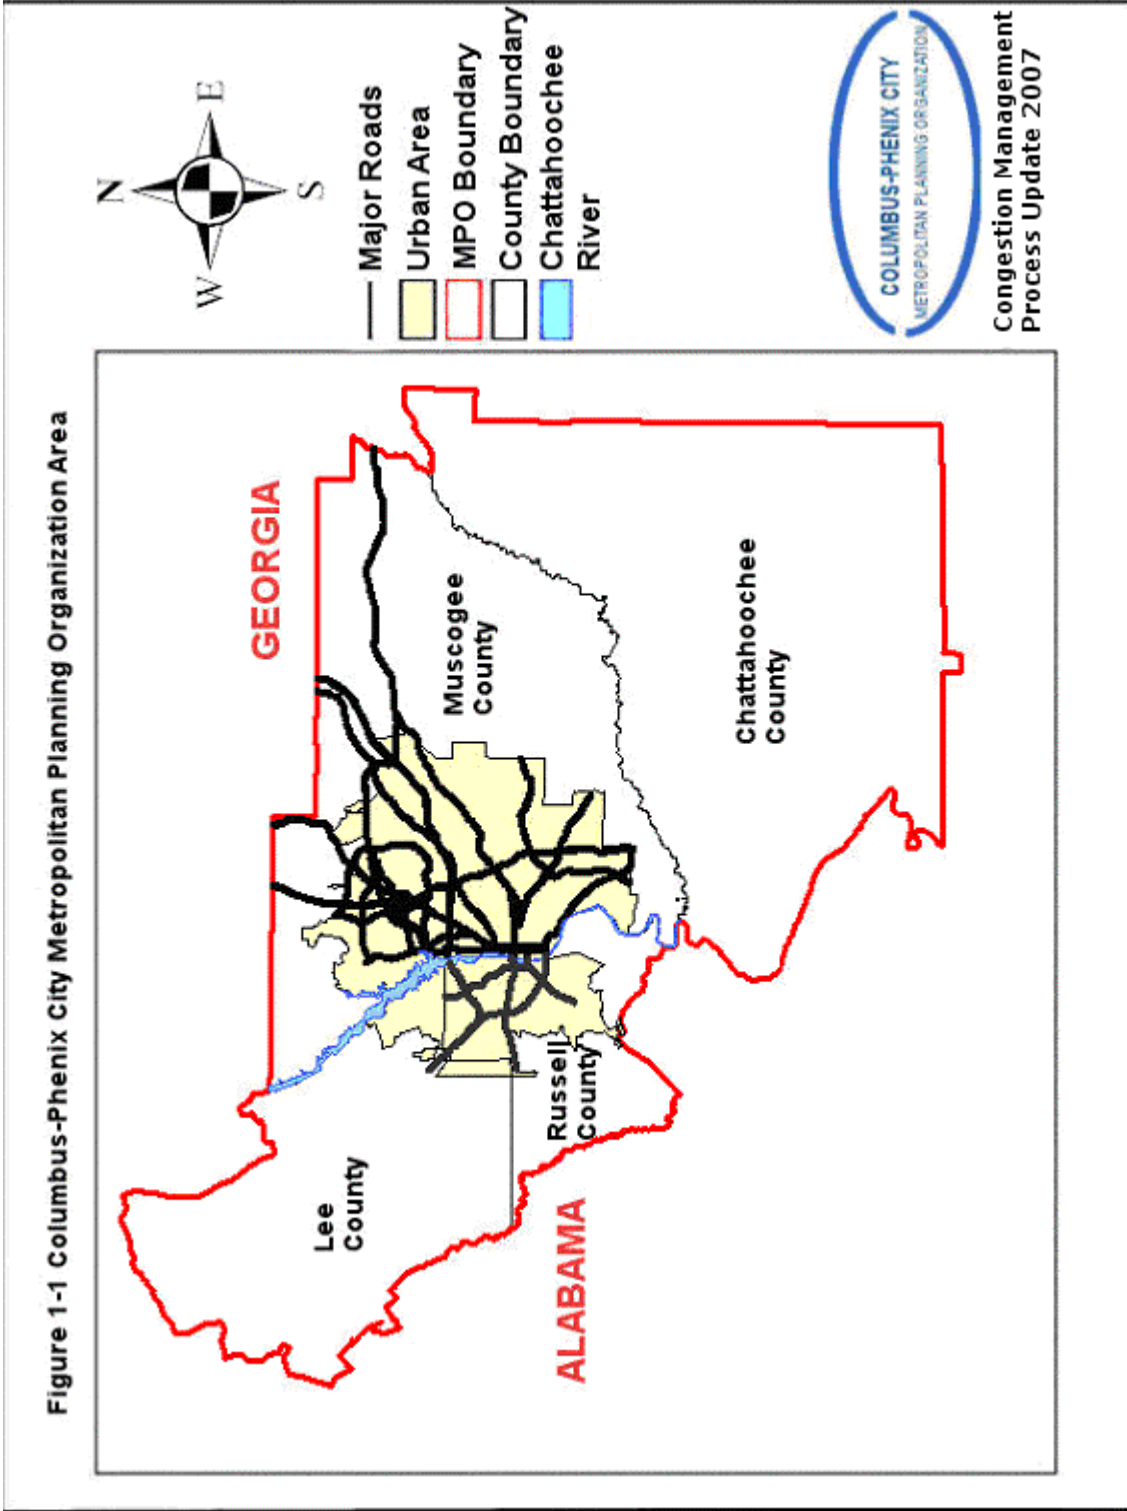 Figure 1-1 Columbus-Phenix City Metropolitan Planning Organization Area
GEORGIA
ALABAMA
Lee
County
Russell
County
Muscogee
County
Chattahoochee
County
N
W
E
S
Major Roads
Urban Area
MPO Boundary
County Boundary
Chattahoochee
River
COLUMBUS-PHENIX CITY
METROPOLITAN PLANNING ORGANIZATION
Congestion Management
Process Update 2007